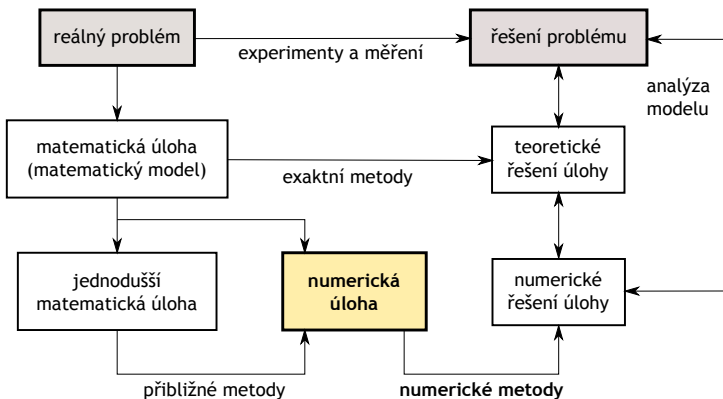 reálný problém
experimenty a měření
řešení problému
analýza
modelu
matematická úloha
(matematický model)
exaktní metody
teoretické
řešení úlohy
jednodušší
matematická úloha
numerická
úloha
numerické
řešení úlohy
přibližné metody
numerické metody